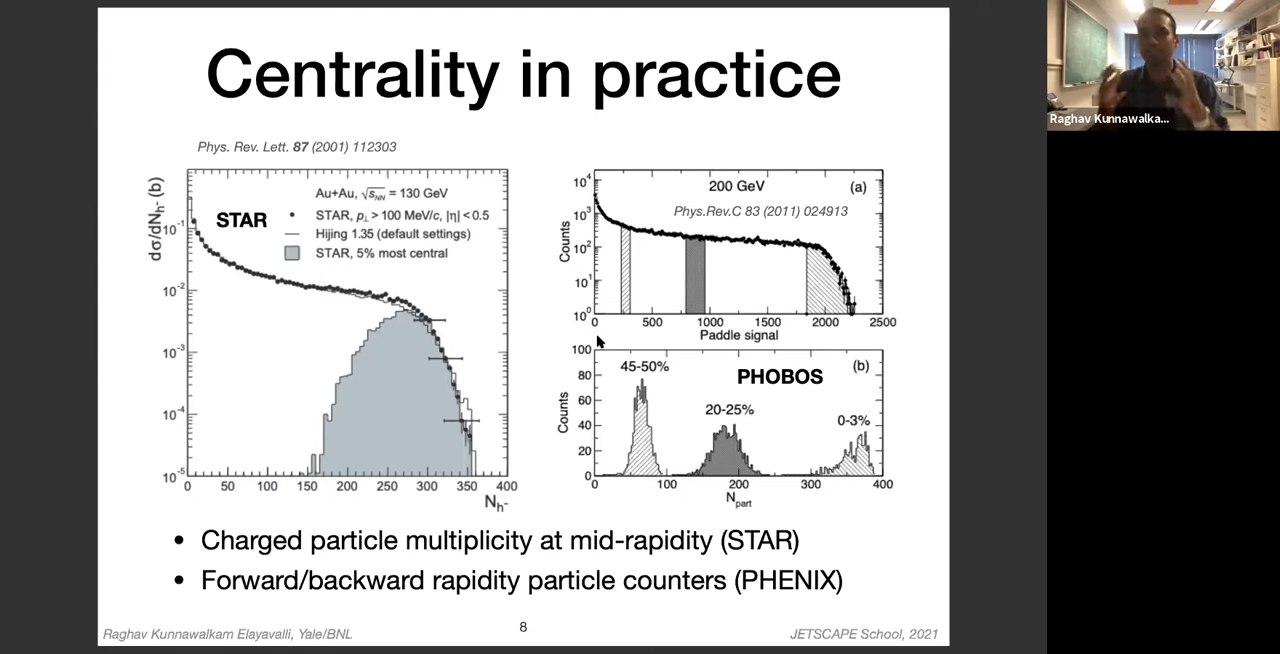 Centrality in practice
Phys. Rev. Lett. 87 (2001) 112303
dσ/dN_h- (b)
STAR
Au+Au, √s_NN = 130 GeV
STAR, p⊥ > 100 MeV/c, |η| < 0.5
Hijing 1.35 (default settings)
STAR, 5% most central
10^-1
10^-2
10^-3
10^-4
10^-5
0 50 100 150 200 250 300 350 400
N_h-
Counts
10^4
10^3
10^2
10^1
10^0
200 GeV
(a)
Phys.Rev.C 83 (2011) 024913
0 500 1000 1500 2000 2500
Paddle signal
Counts
100
80
60
40
20
0
45-50%
20-25%
0-3%
PHOBOS
(b)
0 100 200 300 400
N_part
• Charged particle multiplicity at mid-rapidity (STAR)
• Forward/backward rapidity particle counters (PHENIX)
Raghav Kunnawalkam Elayavalli, Yale/BNL
8
JETSCAPE School, 2021
Raghav Kunnawalka...